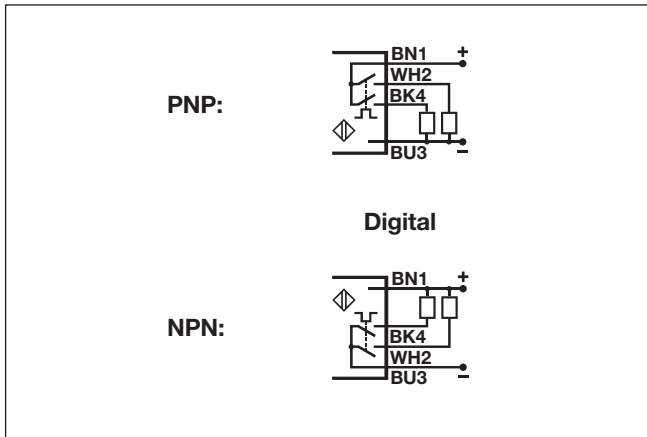 PNP:
BN1 +
WH2
BK4
BU3 −
Digital
NPN:
BN1 +
BK4
WH2
BU3 −